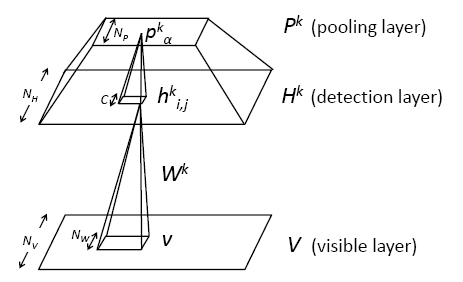 N_P p^k_α P^k (pooling layer)
N_H C h^k_{i,j} H^k (detection layer)
W^k
N_V N_W v V (visible layer)